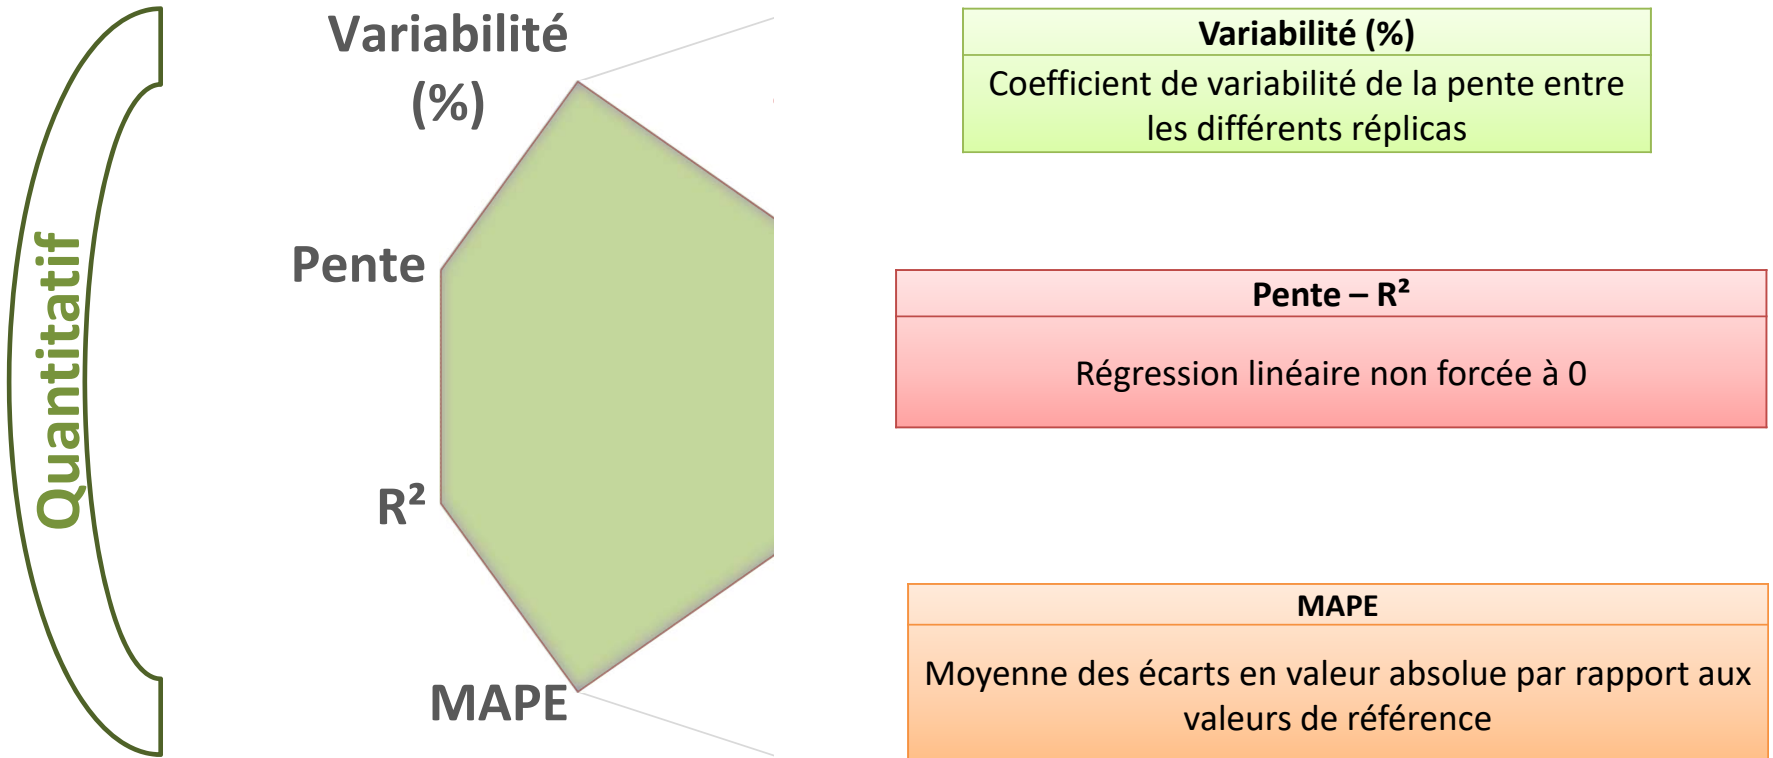 Quantitatif
Variabilité
(%)
Pente
R²
MAPE
Variabilité (%)
Coefficient de variabilité de la pente entre
les différents réplicas
Pente – R²
Régression linéaire non forcée à 0
MAPE
Moyenne des écarts en valeur absolue par rapport aux
valeurs de référence